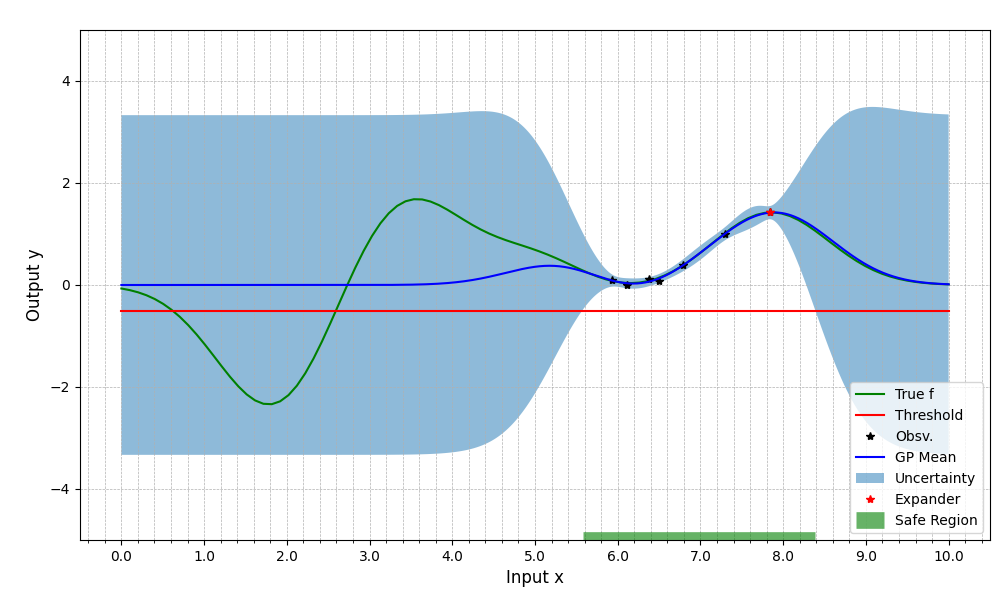 Output y
4
2
0
−2
−4
0.0 1.0 2.0 3.0 4.0 5.0 6.0 7.0 8.0 9.0 10.0
Input x
True f
Threshold
Obsv.
GP Mean
Uncertainty
Expander
Safe Region